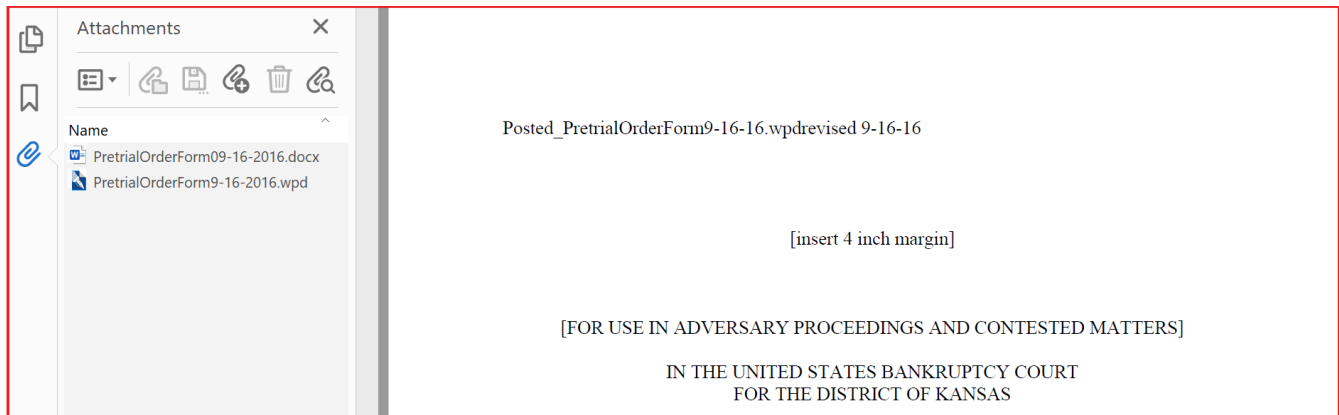 Attachments
Name
PretrialOrderForm09-16-2016.docx
PretrialOrderForm9-16-2016.wpd
Posted_PretrialOrderForm9-16-16.wpdrevised 9-16-16
[insert 4 inch margin]
[FOR USE IN ADVERSARY PROCEEDINGS AND CONTESTED MATTERS]
IN THE UNITED STATES BANKRUPTCY COURT
FOR THE DISTRICT OF KANSAS